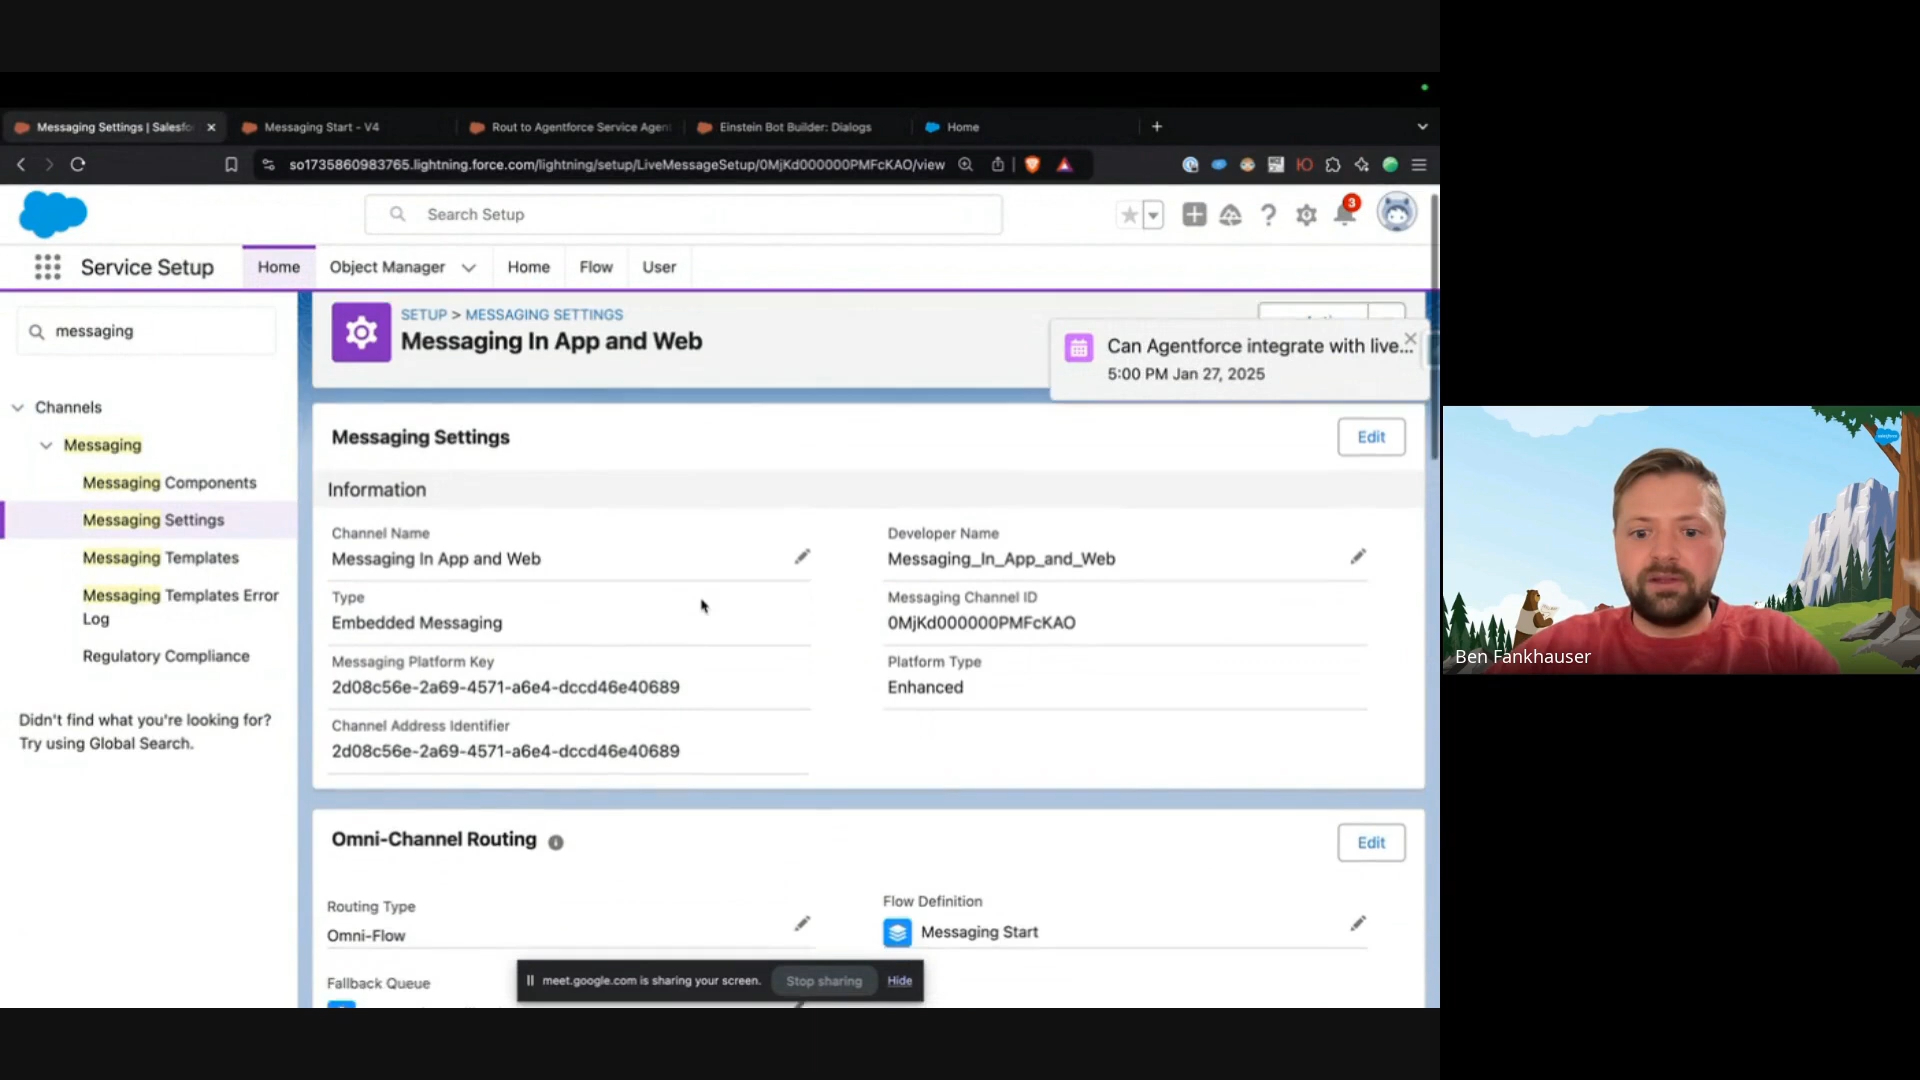 Messaging Settings | Salesfo
Messaging Start - V4
Rout to Agentforce Service Agen
Einstein Bot Builder: Dialogs
Home
so1735860983765.lightning.force.com/lightning/setup/LiveMessageSetup/0MjKd000000PMFcKAO/view
Search Setup
3
Service Setup
Home
Object Manager
Home
Flow
User
messaging
SETUP > MESSAGING SETTINGS
Messaging In App and Web
Can Agentforce integrate with live...
5:00 PM Jan 27, 2025
Channels
Messaging
Messaging Components
Messaging Settings
Messaging Templates
Messaging Templates Error
Log
Regulatory Compliance
Didn't find what you're looking for?
Try using Global Search.
Messaging Settings
Edit
Information
Channel Name
Messaging In App and Web
Developer Name
Messaging_In_App_and_Web
Type
Embedded Messaging
Messaging Channel ID
0MjKd000000PMFcKAO
Messaging Platform Key
2d08c56e-2a69-4571-a6e4-dccd46e40689
Platform Type
Enhanced
Channel Address Identifier
2d08c56e-2a69-4571-a6e4-dccd46e40689
Omni-Channel Routing
Edit
Routing Type
Omni-Flow
Flow Definition
Messaging Start
Fallback Queue
meet.google.com is sharing your screen.
Stop sharing
Hide
Ben Fankhauser